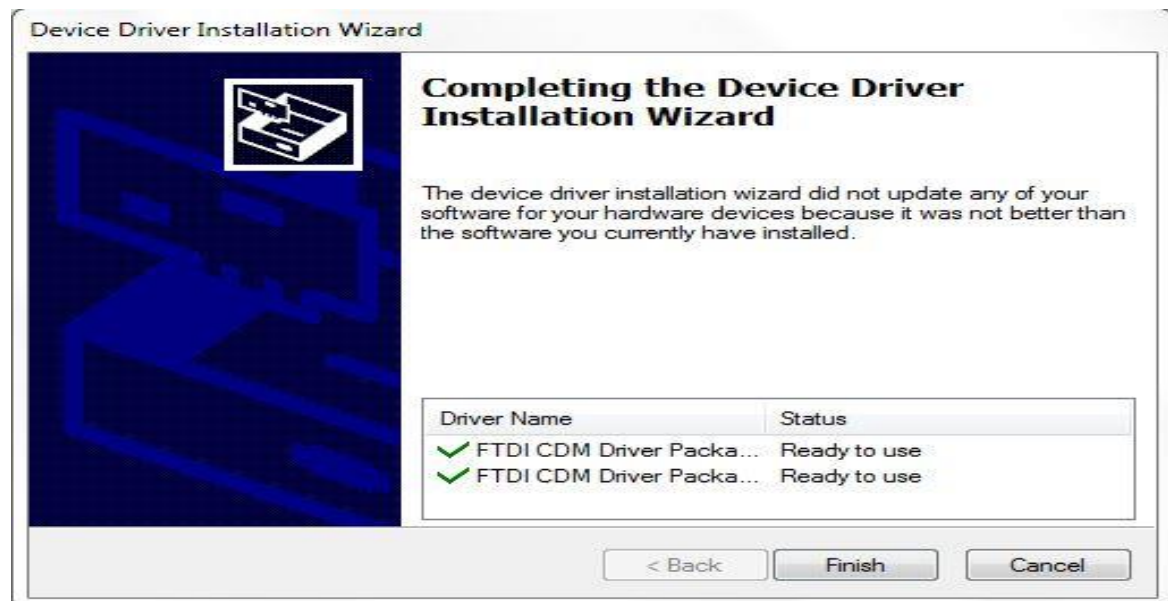 Device Driver Installation Wizard
Completing the Device Driver
Installation Wizard
The device driver installation wizard did not update any of your
software for your hardware devices because it was not better than
the software you currently have installed.
Driver Name Status
FTDI CDM Driver Packa... Ready to use
FTDI CDM Driver Packa... Ready to use
< Back Finish Cancel